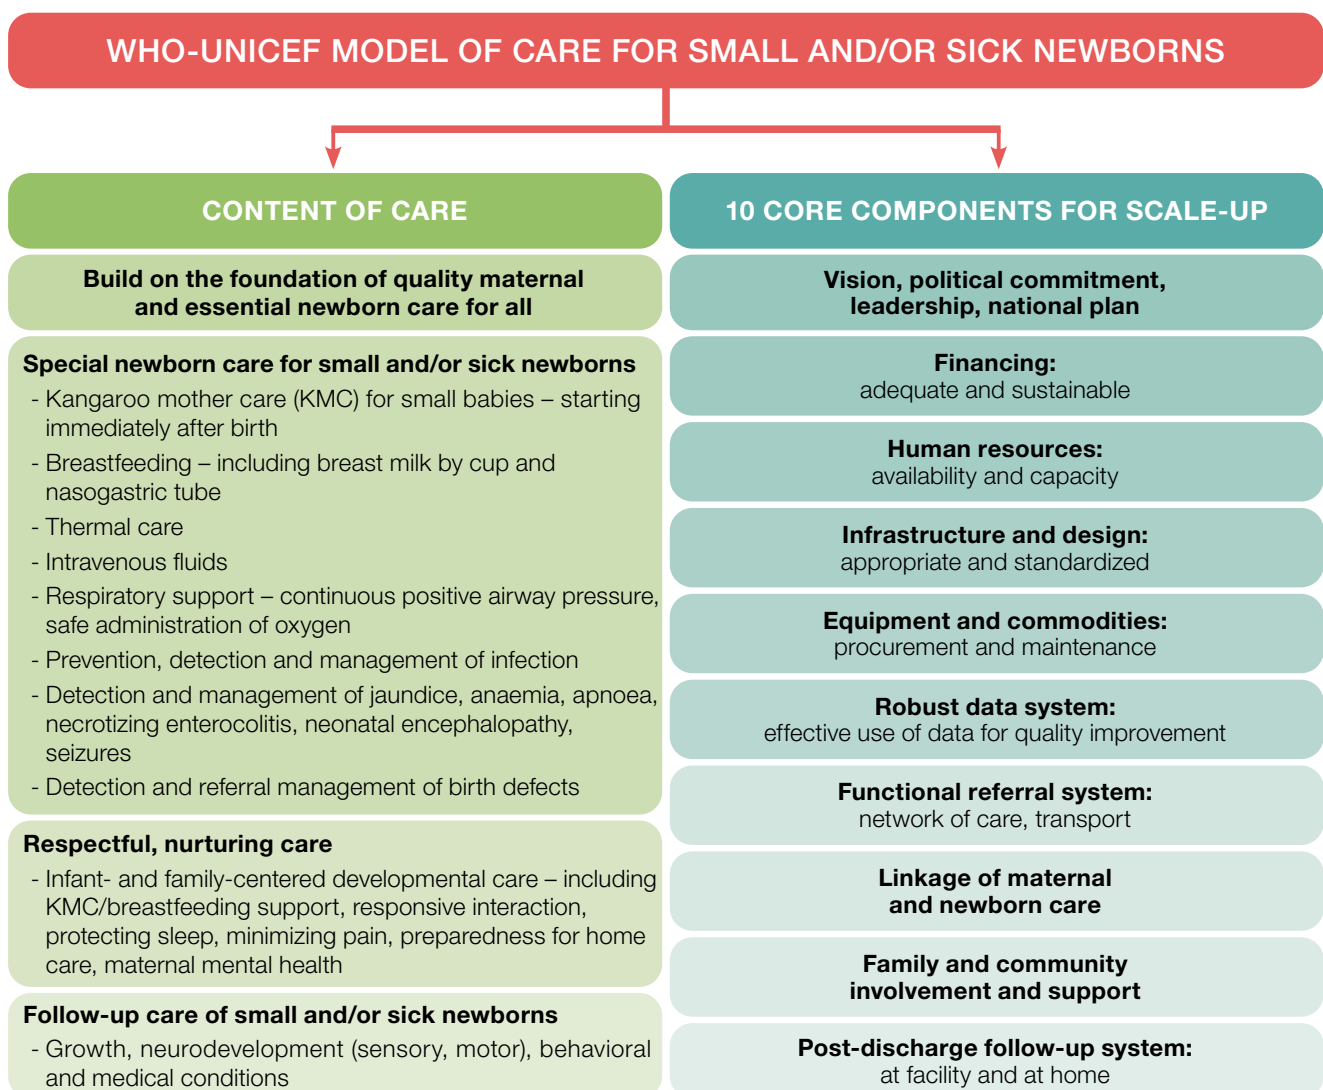 WHO-UNICEF MODEL OF CARE FOR SMALL AND/OR SICK NEWBORNS
CONTENT OF CARE
Build on the foundation of quality maternal
and essential newborn care for all
Special newborn care for small and/or sick newborns
- Kangaroo mother care (KMC) for small babies – starting
immediately after birth
- Breastfeeding – including breast milk by cup and
nasogastric tube
- Thermal care
- Intravenous fluids
- Respiratory support – continuous positive airway pressure,
safe administration of oxygen
- Prevention, detection and management of infection
- Detection and management of jaundice, anaemia, apnoea,
necrotizing enterocolitis, neonatal encephalopathy,
seizures
- Detection and referral management of birth defects
Respectful, nurturing care
- Infant- and family-centered developmental care – including
KMC/breastfeeding support, responsive interaction,
protecting sleep, minimizing pain, preparedness for home
care, maternal mental health
Follow-up care of small and/or sick newborns
- Growth, neurodevelopment (sensory, motor), behavioral
and medical conditions
10 CORE COMPONENTS FOR SCALE-UP
Vision, political commitment,
leadership, national plan
Financing:
adequate and sustainable
Human resources:
availability and capacity
Infrastructure and design:
appropriate and standardized
Equipment and commodities:
procurement and maintenance
Robust data system:
effective use of data for quality improvement
Functional referral system:
network of care, transport
Linkage of maternal
and newborn care
Family and community
involvement and support
Post-discharge follow-up system:
at facility and at home